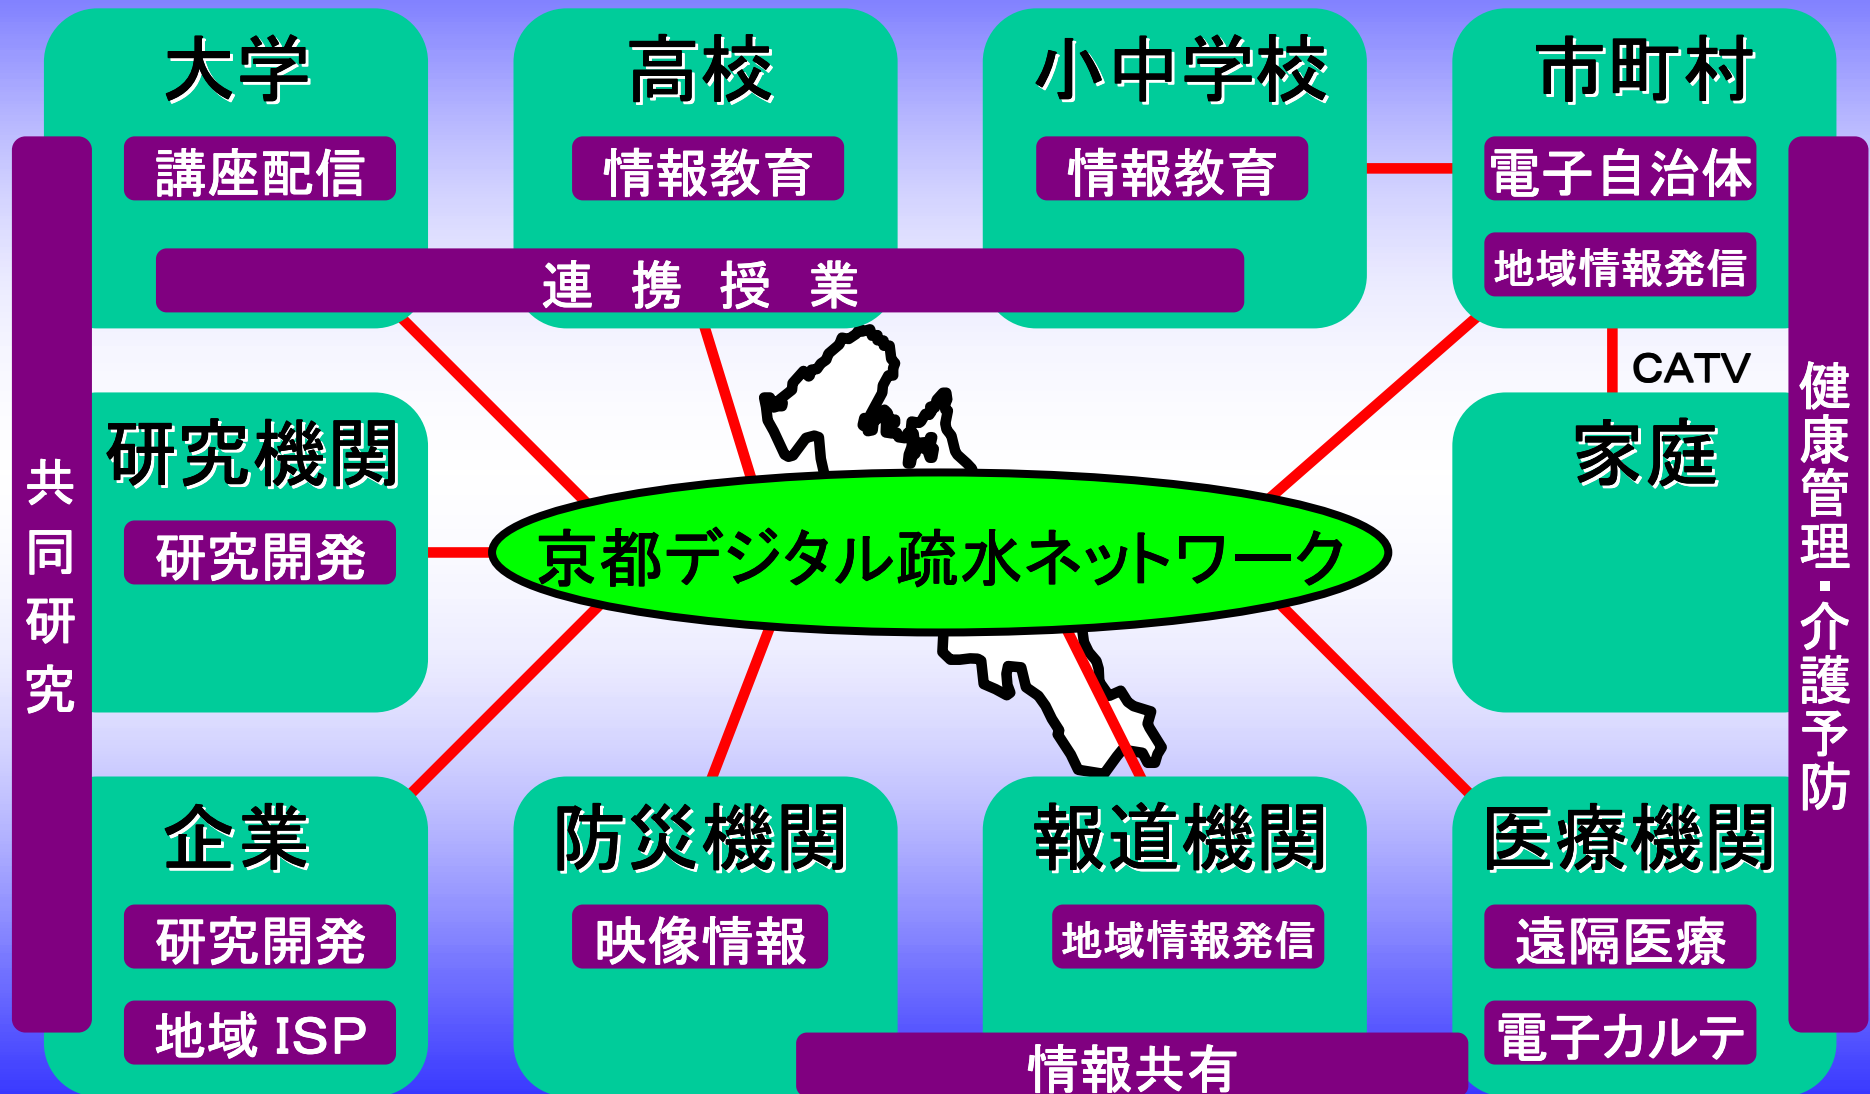 大学
講座配信
高校
情報教育
小中学校
情報教育
市町村
電子自治体
地域情報発信
連携授業
CATV
研究機関
研究開発
京都デジタル疏水ネットワーク
家庭
共同研究
健康管理・介護予防
企業
研究開発
地域 ISP
防災機関
映像情報
報道機関
地域情報発信
医療機関
遠隔医療
電子カルテ
情報共有